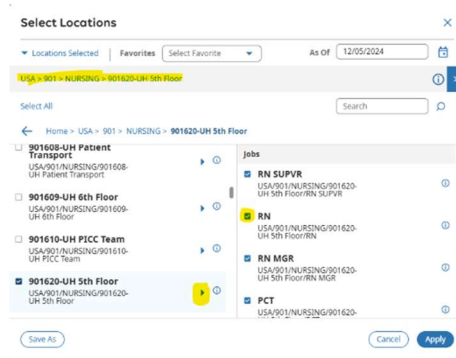 Select Locations
Locations Selected
Favorites
Select Favorite
As Of
12/05/2024
USA > 901 > NURSING > 901620-UH 5th Floor
Select All
Search
Home > USA > 901 > NURSING > 901620-UH 5th Floor
901608-UH Patient
Transport
USA/901/NURSING/901608-
UH Patient Transport
901609-UH 6th Floor
USA/901/NURSING/901609-
UH 6th Floor
901610-UH PICC Team
USA/901/NURSING/901610-
UH PICC Team
901620-UH 5th Floor
USA/901/NURSING/901620-
UH 5th Floor
Jobs
RN SUPVR
USA/901/NURSING/901620-
UH 5th Floor/RN SUPVR
RN
USA/901/NURSING/901620-
UH 5th Floor/RN
RN MGR
USA/901/NURSING/901620-
UH 5th Floor/RN MGR
PCT
USA/901/NURSING/901620-
Save As
Cancel
Apply